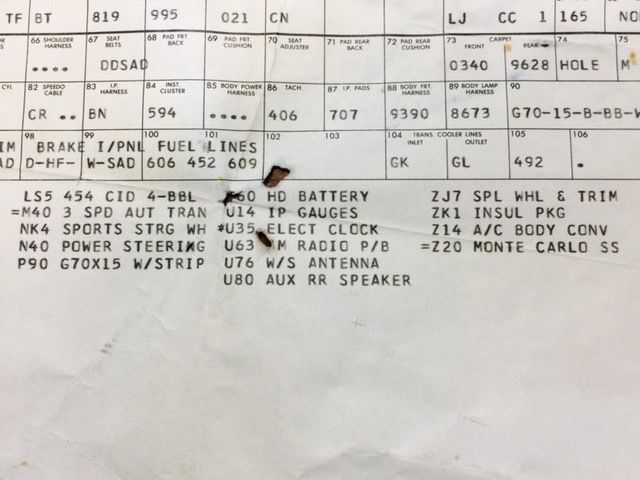 TF BT 819 995 021 CN LJ CC 1 165
66 SHOULDER HARNESS 67 SEAT BELTS 68 PAD FRT BACK 69 PAD FRT. CUSHION 70 SEAT ADJUSTER 71 PAD REAR BACK 72 PAD REAR CUSHION 73 CARPET FRONT REAR 74 75
.... DDSAD 0340 9628 HOLE M
CYL 82 SPEEDO CABLE 83 I.P. HARNESS 84 INST. CLUSTER 85 BODY POWER HARNESS 86 TACH. 87 I.P. PADS 88 BODY FRT. HARNESS 89 BODY LAMP HARNESS 90
CR .. BN 594 .... 406 707 9390 8673 G70-15-B-BB-W
98 99 100 101 102 103 104 TRANS COOLER LINES INLET OUTLET 105 106
IM BRAKE I/PNL FUEL LINES
AD D-HF- W-SAD 606 452 609 GK GL 492 .
LS5 454 CID 4-BBL 60 HD BATTERY ZJ7 SPL WHL & TRIM
=M40 3 SPD AUT TRAN U14 IP GAUGES ZK1 INSUL PKG
NK4 SPORTS STRG WH *U35 ELECT CLOCK Z14 A/C BODY CONV
N40 POWER STEERING U63 M RADIO P/B =Z20 MONTE CARLO SS
P90 G70X15 W/STRIP U76 W/S ANTENNA
U80 AUX RR SPEAKER